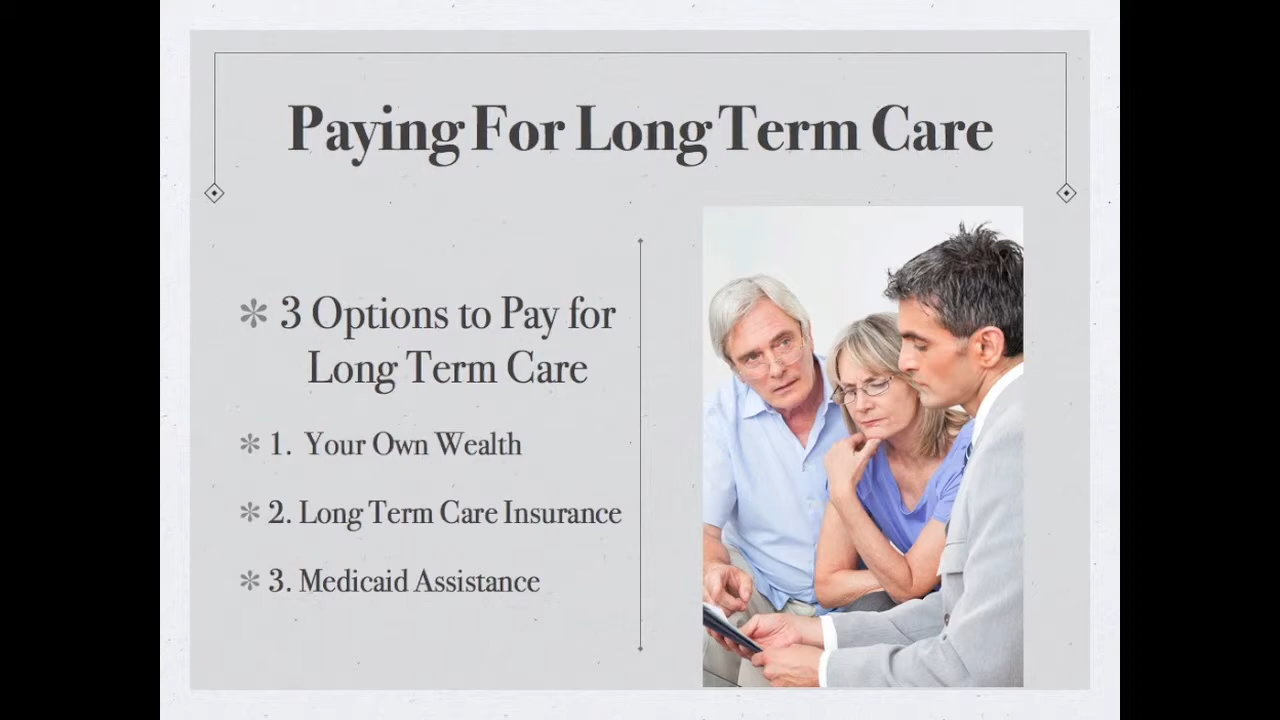 Paying For Long Term Care
3 Options to Pay for
Long Term Care
1. Your Own Wealth
2. Long Term Care Insurance
3. Medicaid Assistance